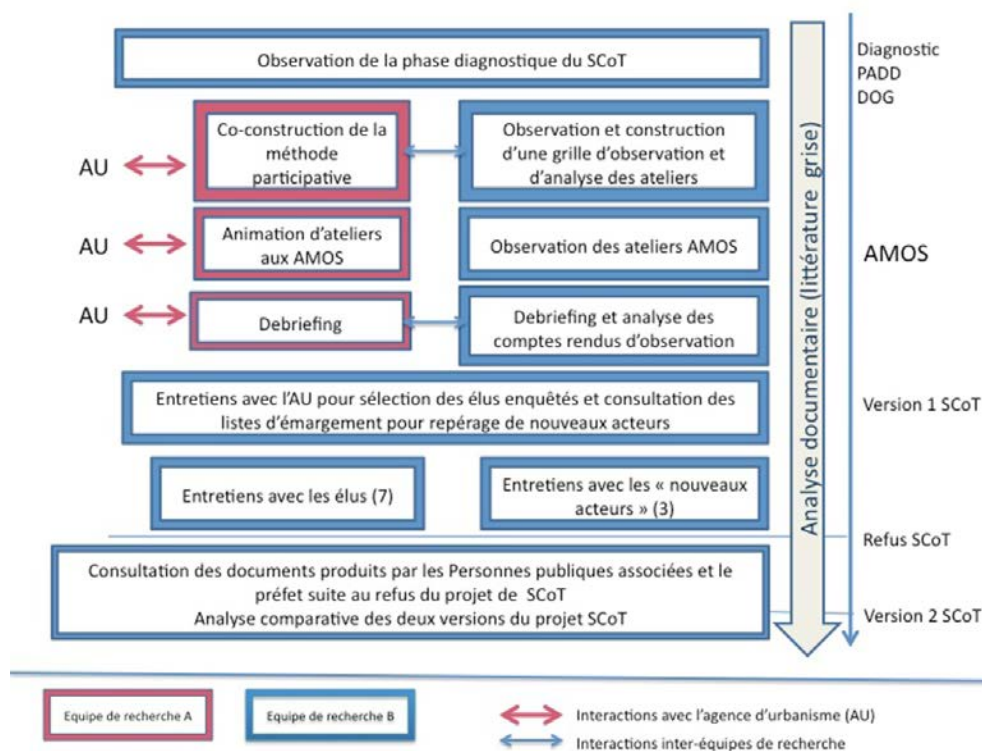 Observation de la phase diagnostique du SCoT
Diagnostic
PADD
DOG
AU
Co-construction de la
méthode
participative
Observation et construction
d'une grille d'observation et
d'analyse des ateliers
AU
Animation d'ateliers
aux AMOS
Observation des ateliers AMOS
AMOS
AU
Debriefing
Debriefing et analyse des
comptes rendus d'observation
Entretiens avec l'AU pour sélection des élus enquêtés et consultation des
listes d'émargement pour repérage de nouveaux acteurs
Version 1 SCoT
Entretiens avec les élus (7)
Entretiens avec les « nouveaux
acteurs » (3)
Refus SCoT
Consultation des documents produits par les Personnes publiques associées et le
préfet suite au refus du projet de SCoT
Analyse comparative des deux versions du projet SCoT
Version 2 SCoT
Analyse documentaire (littérature grise)
Equipe de recherche A
Equipe de recherche B
Interactions avec l'agence d'urbanisme (AU)
Interactions inter-équipes de recherche